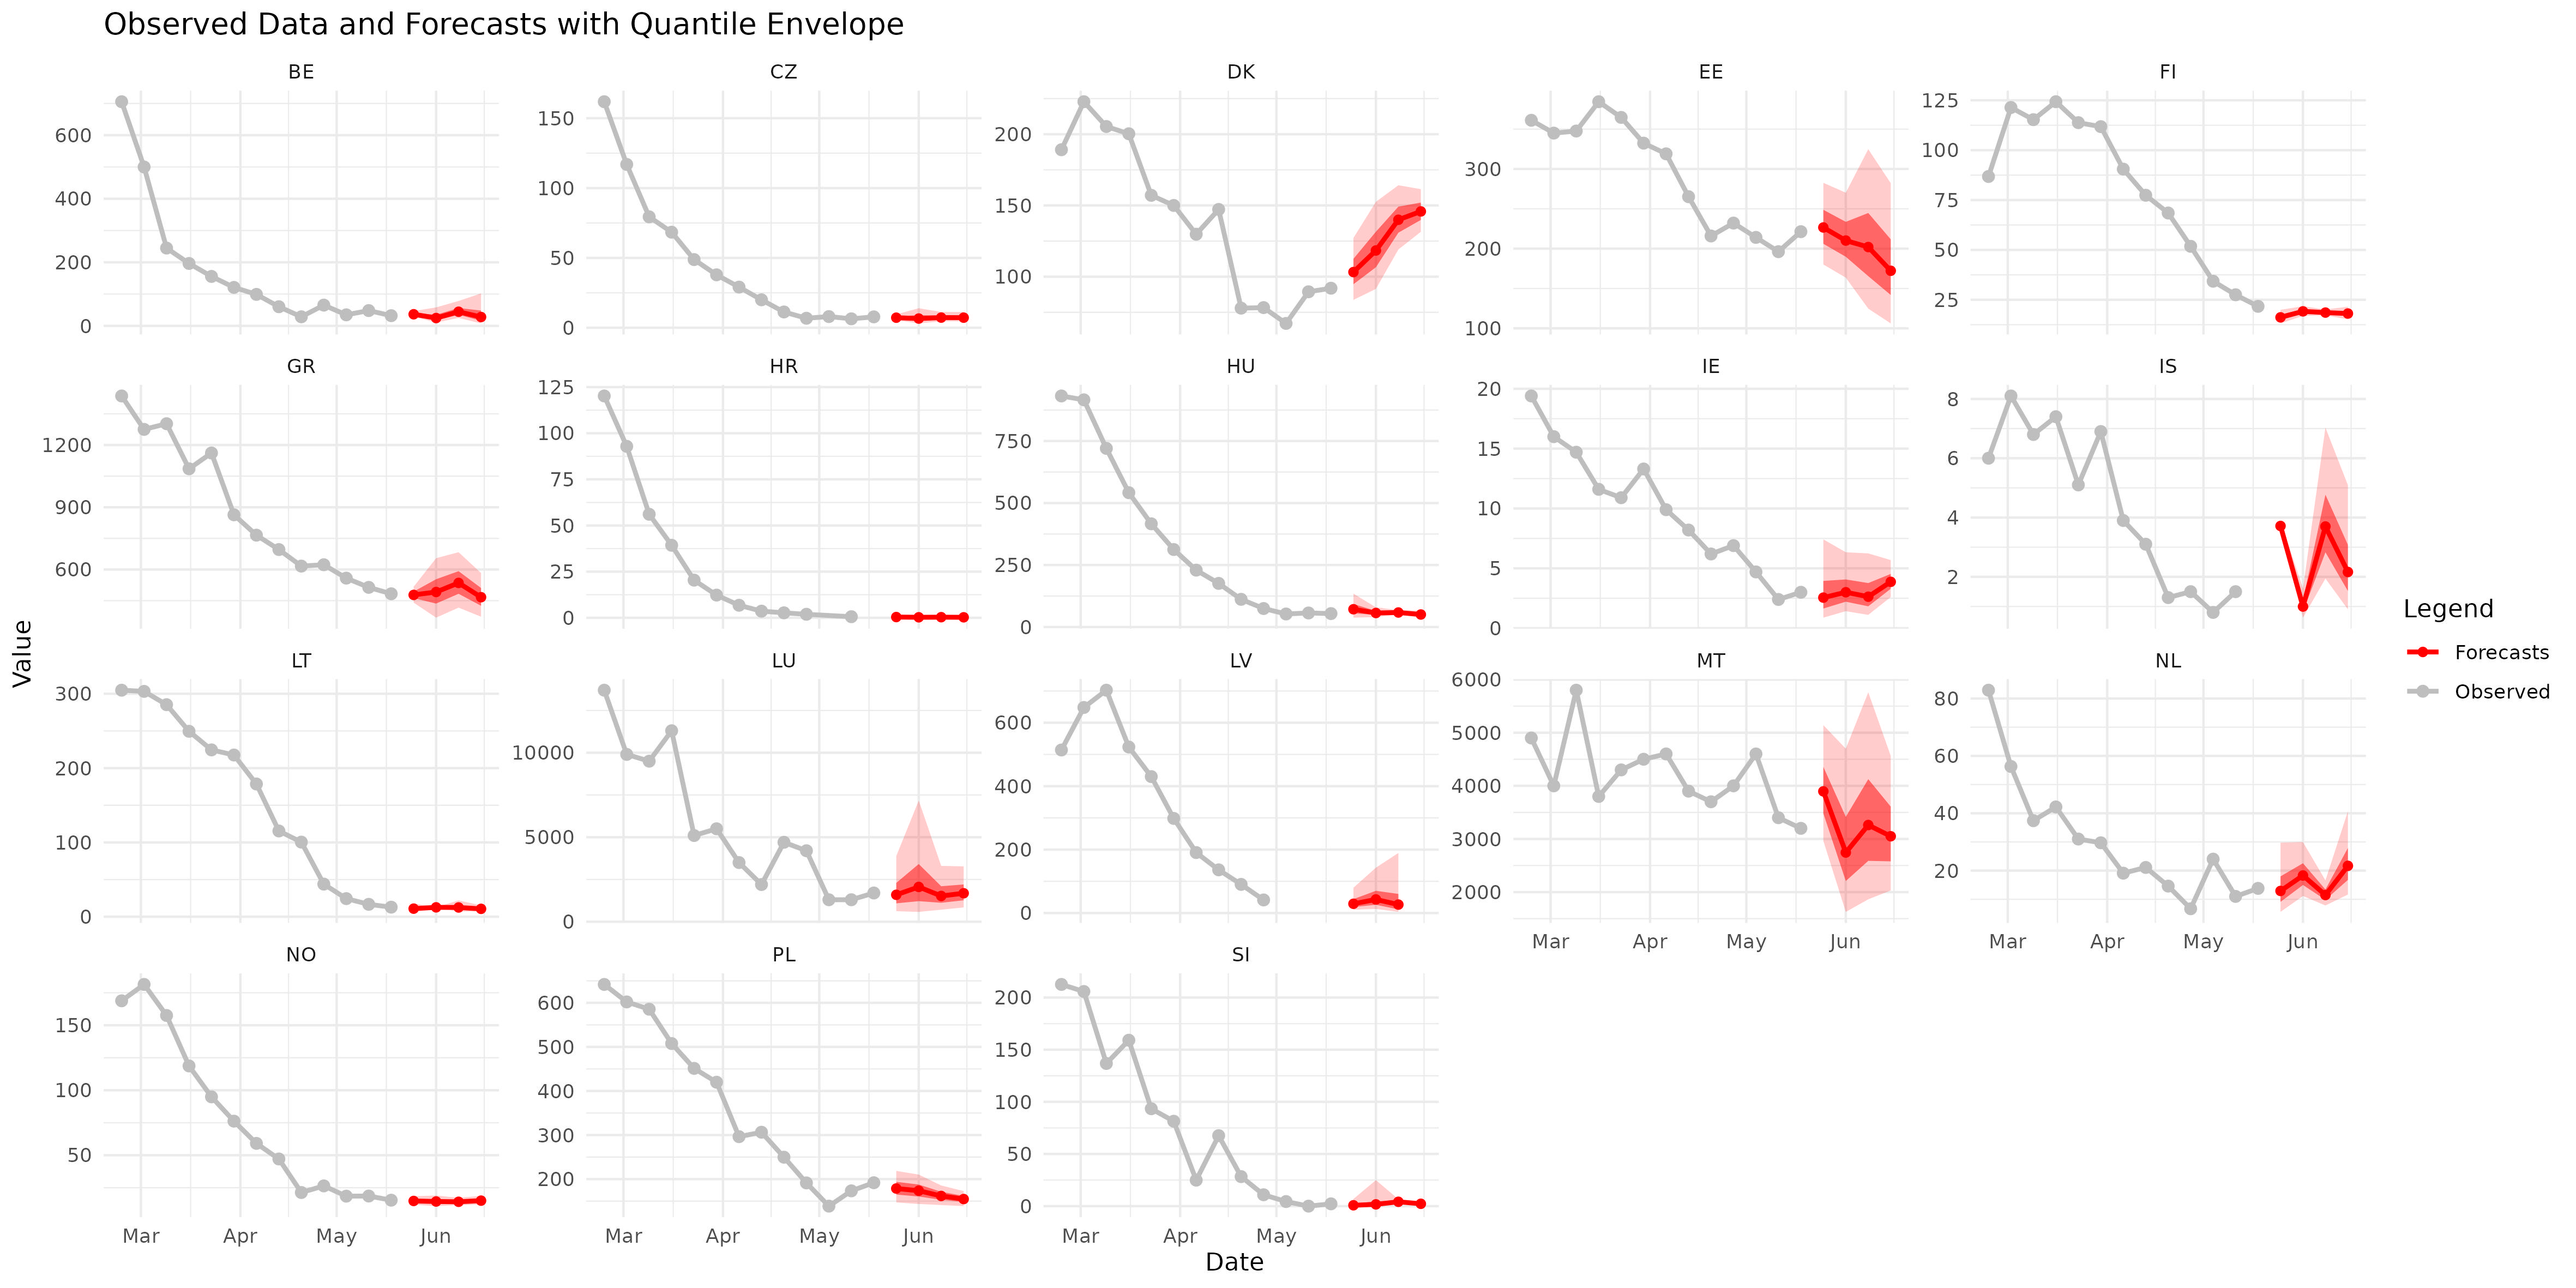 Observed Data and Forecasts with Quantile Envelope
BE CZ DK EE FI
600 400 200 0
150 100 50 0
200 150 100
300 200 100
125 100 75 50 25
GR HR HU IE IS
1200 900 600
125 100 75 50 25 0
750 500 250 0
20 15 10 5 0
8 6 4 2
LT LU LV MT NL
300 200 100 0
10000 5000 0
600 400 200 0
6000 5000 4000 3000 2000
80 60 40 20
Mar Apr May Jun
Mar Apr May Jun
NO PL SI
150 100 50
600 500 400 300 200
200 150 100 50 0
Mar Apr May Jun
Mar Apr May Jun
Mar Apr May Jun
Value
Date
Legend
Forecasts
Observed